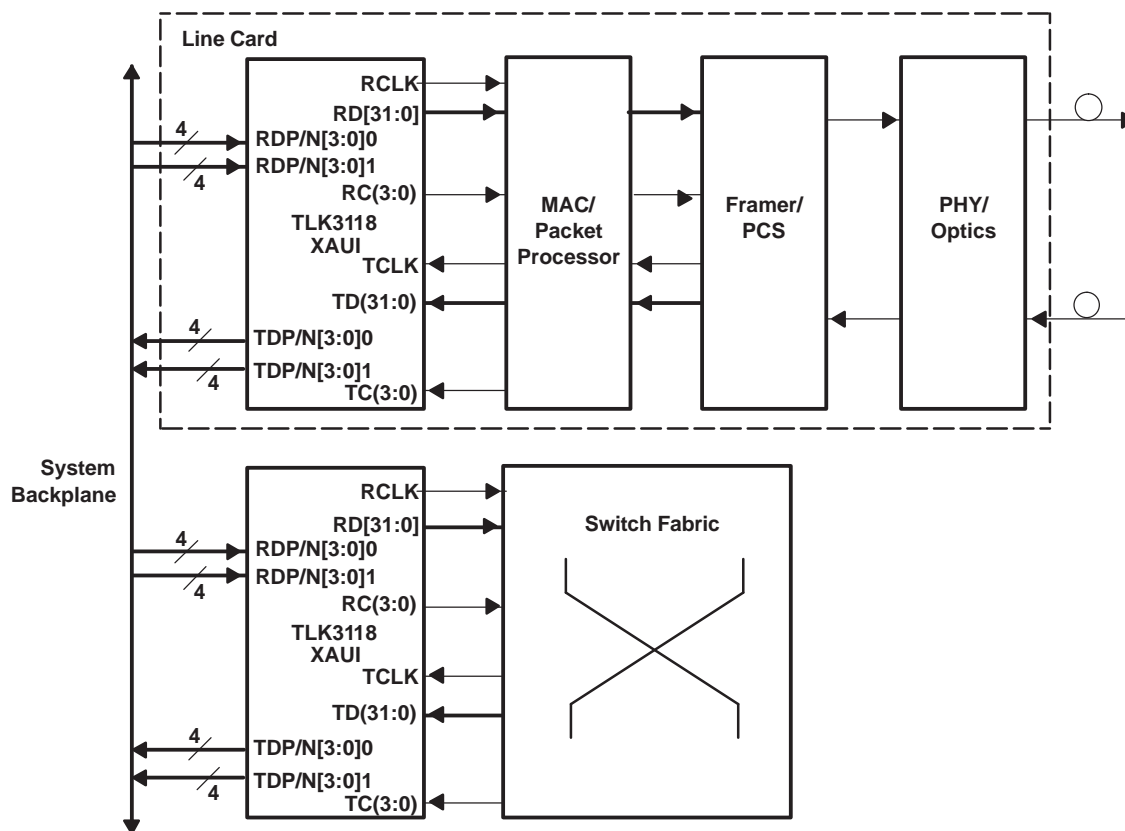 Line Card
RCLK
RD[31:0]
4
RDP/N[3:0]0
RDP/N[3:0]1
4
RC(3:0)
TLK3118
XAUI
TCLK
TD(31:0)
4
TDP/N[3:0]0
TDP/N[3:0]1
4
TC(3:0)
MAC/
Packet
Processor
Framer/
PCS
PHY/
Optics
System
Backplane
RCLK
RD[31:0]
4
RDP/N[3:0]0
RDP/N[3:0]1
4
RC(3:0)
TLK3118
XAUI
TCLK
TD(31:0)
4
TDP/N[3:0]0
TDP/N[3:0]1
4
TC(3:0)
Switch Fabric